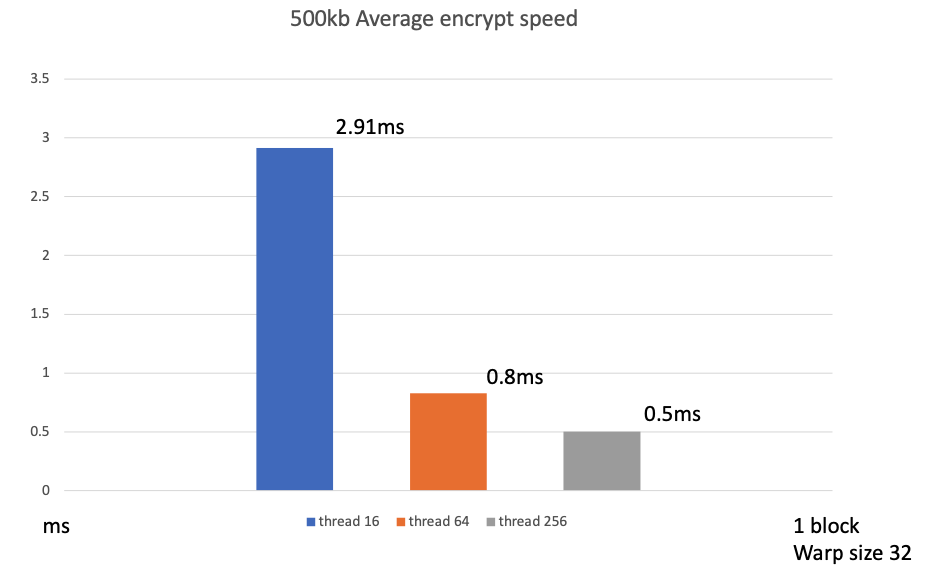 500kb Average encrypt speed
3.5
3
2.91ms
2.5
2
1.5
1
0.8ms
0.5
0.5ms
0
ms
thread 16 thread 64 thread 256
1 block
Warp size 32